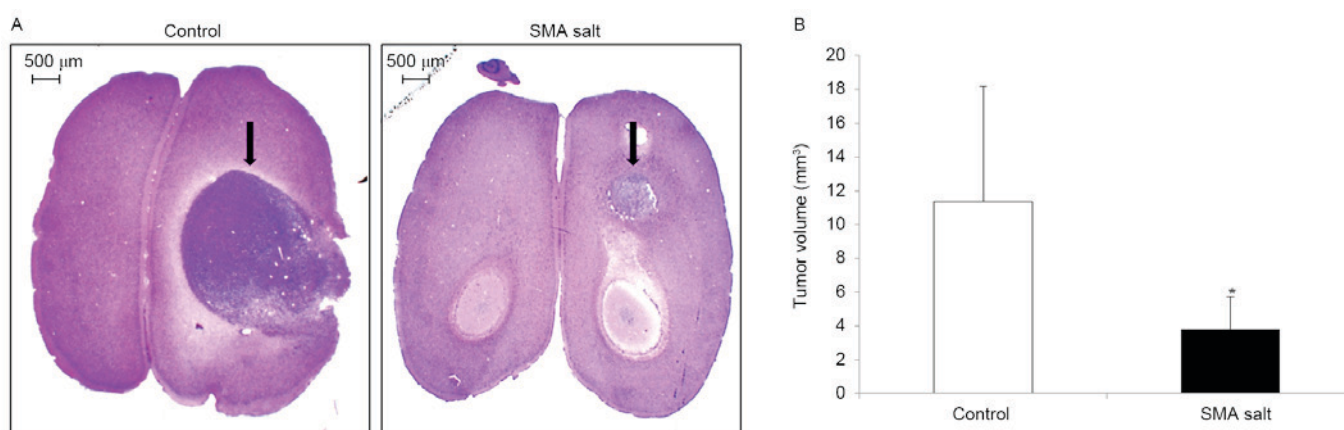 A
Control
SMA salt
500 μm
500 μm
B
Tumor volume (mm³)
20
18
16
14
12
10
8
6
4
2
0
*
Control
SMA salt